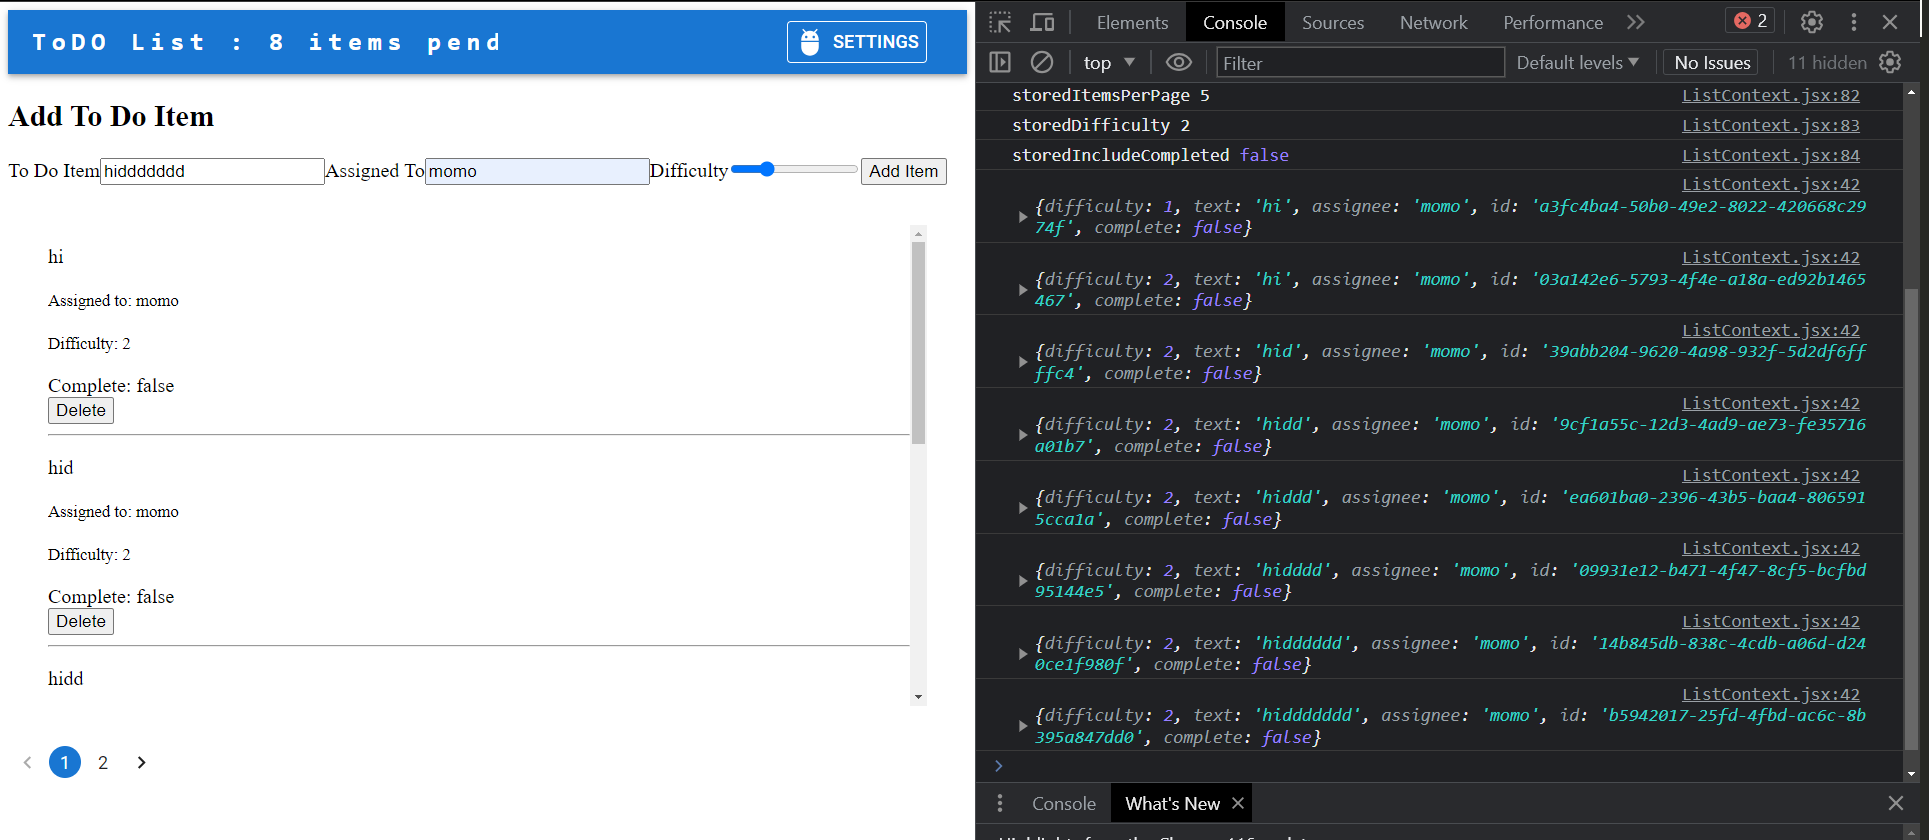 ToDO List : 8 items pend
SETTINGS
Add To Do Item
To Do Item hiddddddd Assigned To momo Difficulty Add Item
hi
Assigned to: momo
Difficulty: 2
Complete: false
Delete
hid
Assigned to: momo
Difficulty: 2
Complete: false
Delete
hidd
1 2
Elements Console Sources Network Performance 2
top Filter Default levels No Issues 11 hidden
storedItemsPerPage 5 ListContext.jsx:82
storedDifficulty 2 ListContext.jsx:83
storedIncludeCompleted false ListContext.jsx:84
ListContext.jsx:42
{difficulty: 1, text: 'hi', assignee: 'momo', id: 'a3fc4ba4-50b0-49e2-8022-420668c29
74f', complete: false}
ListContext.jsx:42
{difficulty: 2, text: 'hi', assignee: 'momo', id: '03a142e6-5793-4f4e-a18a-ed92b1465
467', complete: false}
ListContext.jsx:42
{difficulty: 2, text: 'hid', assignee: 'momo', id: '39abb204-9620-4a98-932f-5d2df6ff
ffc4', complete: false}
ListContext.jsx:42
{difficulty: 2, text: 'hidd', assignee: 'momo', id: '9cf1a55c-12d3-4ad9-ae73-fe35716
a01b7', complete: false}
ListContext.jsx:42
{difficulty: 2, text: 'hiddd', assignee: 'momo', id: 'ea601ba0-2396-43b5-baa4-806591
5cca1a', complete: false}
ListContext.jsx:42
{difficulty: 2, text: 'hidddd', assignee: 'momo', id: '09931e12-b471-4f47-8cf5-bcfbd
95144e5', complete: false}
ListContext.jsx:42
{difficulty: 2, text: 'hidddddd', assignee: 'momo', id: '14b845db-838c-4cdb-a06d-d24
0ce1f980f', complete: false}
ListContext.jsx:42
{difficulty: 2, text: 'hiddddddd', assignee: 'momo', id: 'b5942017-25fd-4fbd-ac6c-8b
395a847dd0', complete: false}
Console What's New